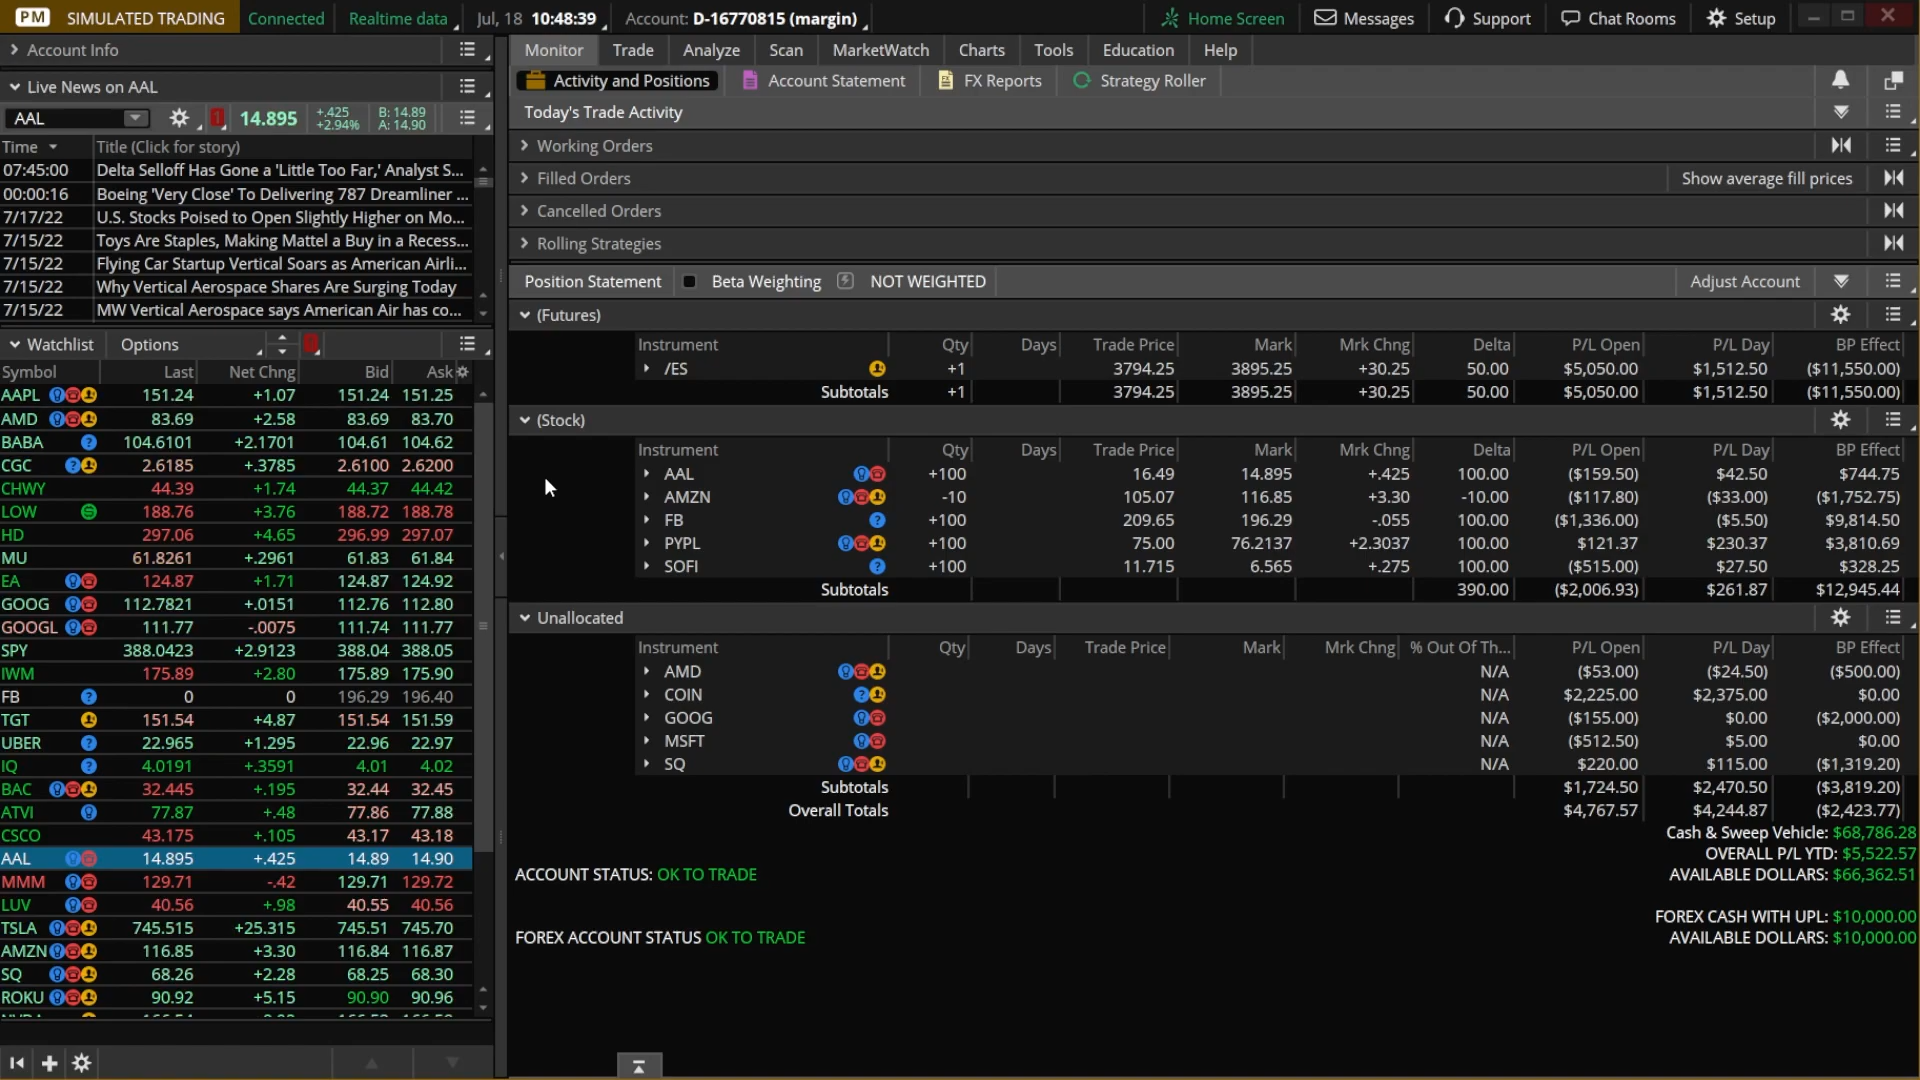 PM SIMULATED TRADING Connected Realtime data Jul, 18 10:48:39 Account: D-16770815 (margin) Home Screen Messages Support Chat Rooms Setup
Account Info
Monitor Trade Analyze Scan MarketWatch Charts Tools Education Help
Live News on AAL
Activity and Positions Account Statement FX Reports Strategy Roller
AAL 1 14.895 +.425 +2.94% B: 14.89 A: 14.90
Today's Trade Activity
Time Title (Click for story)
07:45:00 Delta Selloff Has Gone a 'Little Too Far,' Analyst S...
00:00:16 Boeing 'Very Close' To Delivering 787 Dreamliner ...
7/17/22 U.S. Stocks Poised to Open Slightly Higher on Mo...
7/15/22 Toys Are Staples, Making Mattel a Buy in a Recess...
7/15/22 Flying Car Startup Vertical Soars as American Airli...
7/15/22 Why Vertical Aerospace Shares Are Surging Today
7/15/22 MW Vertical Aerospace says American Air has co...
Working Orders
Filled Orders Show average fill prices
Cancelled Orders
Rolling Strategies
Watchlist Options
Symbol Last Net Chng Bid Ask
AAPL 151.24 +1.07 151.24 151.25
AMD 83.69 +2.58 83.69 83.70
BABA 104.6101 +2.1701 104.61 104.62
CGC 2.6185 +.3785 2.6100 2.6200
CHWY 44.39 +1.74 44.37 44.42
LOW 188.76 +3.76 188.72 188.78
HD 297.06 +4.65 296.99 297.07
MU 61.8261 +.2961 61.83 61.84
EA 124.87 +1.71 124.87 124.92
GOOG 112.7821 +.0151 112.76 112.80
GOOGL 111.77 -.0075 111.74 111.77
SPY 388.0423 +2.9123 388.04 388.05
IWM 175.89 +2.80 175.89 175.90
FB 0 0 196.29 196.40
TGT 151.54 +4.87 151.54 151.59
UBER 22.965 +1.295 22.96 22.97
IQ 4.0191 +.3591 4.01 4.02
BAC 32.445 +.195 32.44 32.45
ATVI 77.87 +.48 77.86 77.88
CSCO 43.175 +.105 43.17 43.18
AAL 14.895 +.425 14.89 14.90
MMM 129.71 -.42 129.71 129.72
LUV 40.56 +.98 40.55 40.56
TSLA 745.515 +25.315 745.51 745.70
AMZN 116.85 +3.30 116.84 116.87
SQ 68.26 +2.28 68.25 68.30
ROKU 90.92 +5.15 90.90 90.96
Position Statement Beta Weighting NOT WEIGHTED Adjust Account
(Futures)
Instrument Qty Days Trade Price Mark Mrk Chng Delta P/L Open P/L Day BP Effect
/ES +1 3794.25 3895.25 +30.25 50.00 $5,050.00 $1,512.50 ($11,550.00)
Subtotals +1 3794.25 3895.25 +30.25 50.00 $5,050.00 $1,512.50 ($11,550.00)
(Stock)
Instrument Qty Days Trade Price Mark Mrk Chng Delta P/L Open P/L Day BP Effect
AAL +100 16.49 14.895 +.425 100.00 ($159.50) $42.50 $744.75
AMZN -10 105.07 116.85 +3.30 -10.00 ($117.80) ($33.00) ($1,752.75)
FB +100 209.65 196.29 -.055 100.00 ($1,336.00) ($5.50) $9,814.50
PYPL +100 75.00 76.2137 +2.3037 100.00 $121.37 $230.37 $3,810.69
SOFI +100 11.715 6.565 +.275 100.00 ($515.00) $27.50 $328.25
Subtotals 390.00 ($2,006.93) $261.87 $12,945.44
Unallocated
Instrument Qty Days Trade Price Mark Mrk Chng % Out Of Th... P/L Open P/L Day BP Effect
AMD N/A ($53.00) ($24.50) ($500.00)
COIN N/A $2,225.00 $2,375.00 $0.00
GOOG N/A ($155.00) $0.00 ($2,000.00)
MSFT N/A ($512.50) $5.00 $0.00
SQ N/A $220.00 $115.00 ($1,319.20)
Subtotals $1,724.50 $2,470.50 ($3,819.20)
Overall Totals $4,767.57 $4,244.87 ($2,423.77)
Cash & Sweep Vehicle: $68,786.28
OVERALL P/L YTD: $5,522.57
ACCOUNT STATUS: OK TO TRADE AVAILABLE DOLLARS: $66,362.51
FOREX CASH WITH UPL: $10,000.00
FOREX ACCOUNT STATUS OK TO TRADE AVAILABLE DOLLARS: $10,000.00